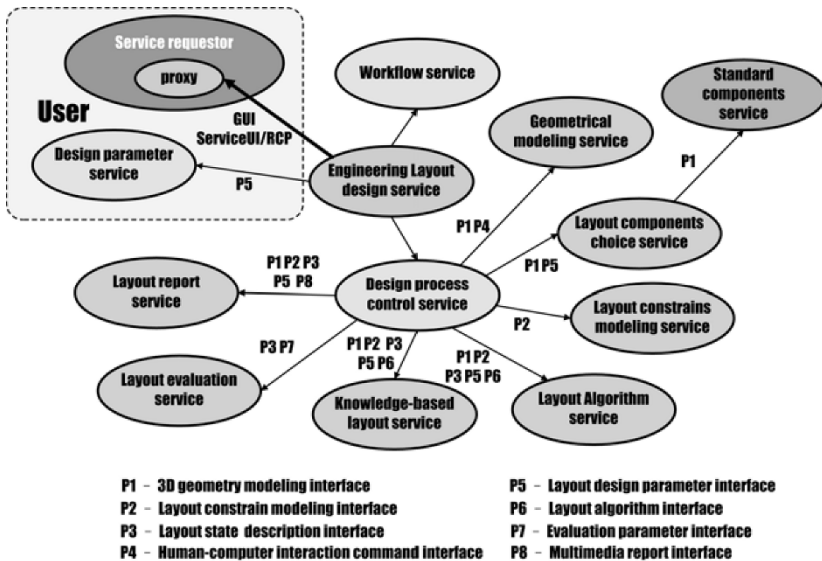 Service requestor
proxy
User
GUI
ServiceUI/RCP
Design parameter
service
P5
Workflow service
Engineering Layout
design service
Geometrical
modeling service
Standard
components
service
P1
P1 P4
Layout components
choice service
P1 P5
Layout report
service
P1 P2 P3
P5 P8
Design process
control service
P2
Layout constrains
modeling service
P3 P7
Layout evaluation
service
P1 P2 P3
P5 P6
Knowledge-based
layout service
P1 P2
P3 P5 P6
Layout Algorithm
service
P1 - 3D geometry modeling interface
P2 - Layout constrain modeling interface
P3 - Layout state description interface
P4 - Human-computer interaction command interface
P5 - Layout design parameter interface
P6 - Layout algorithm interface
P7 - Evaluation parameter interface
P8 - Multimedia report interface